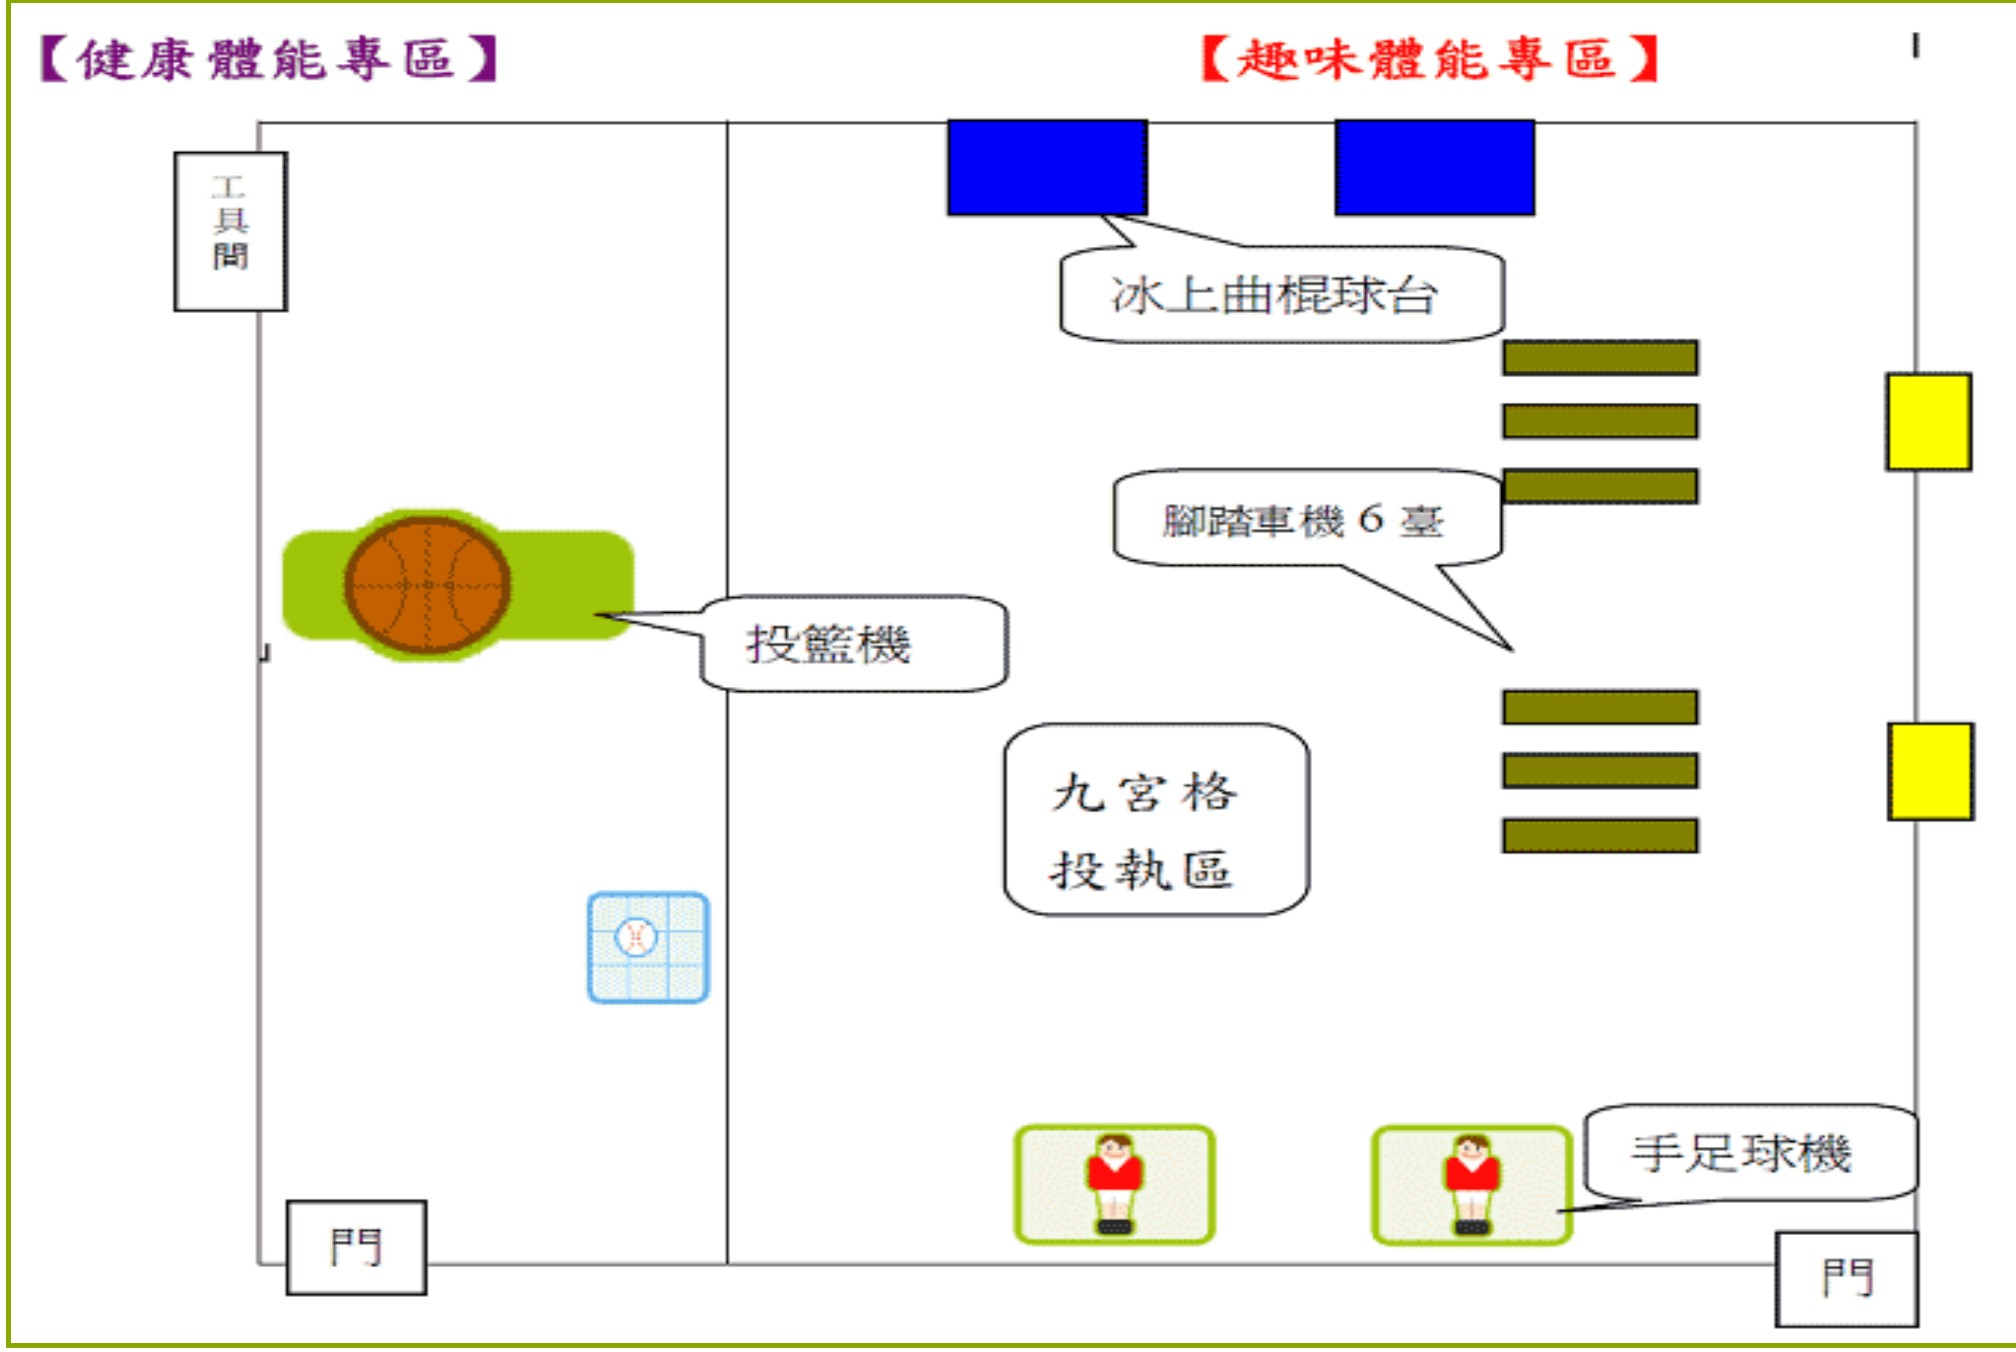 【健康體能專區】
【趣味體能專區】
工
具
間
冰上曲棍球台
腳踏車機 6 臺
投籃機
九宮格
投執區
手足球機
門
門